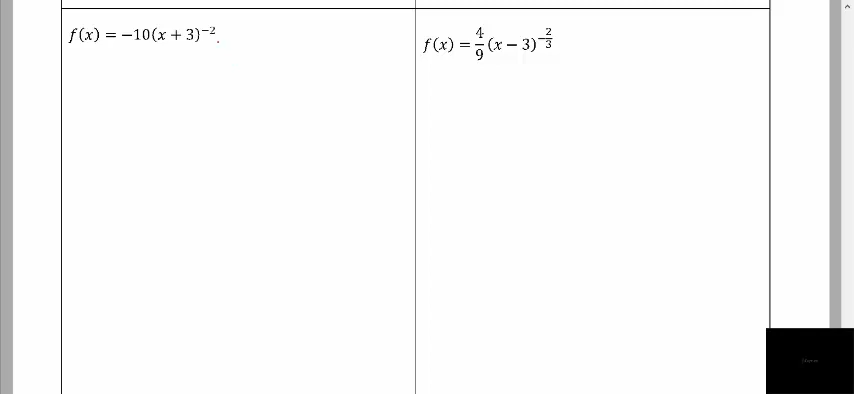 f(x) = −10(x + 3)⁻².
f(x) = 4/9 (x − 3)^(−2/3)